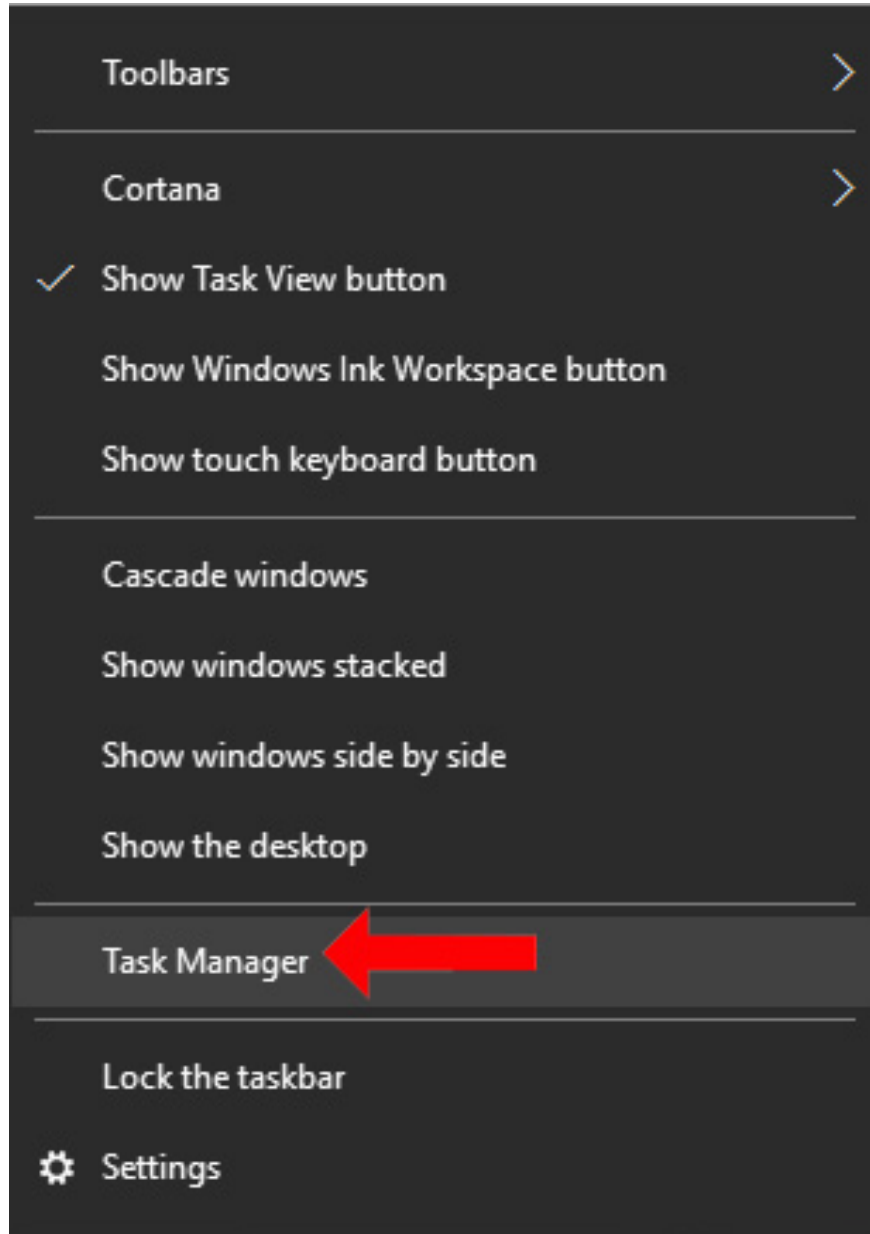 Toolbars
Cortana
Show Task View button
Show Windows Ink Workspace button
Show touch keyboard button
Cascade windows
Show windows stacked
Show windows side by side
Show the desktop
Task Manager
Lock the taskbar
Settings